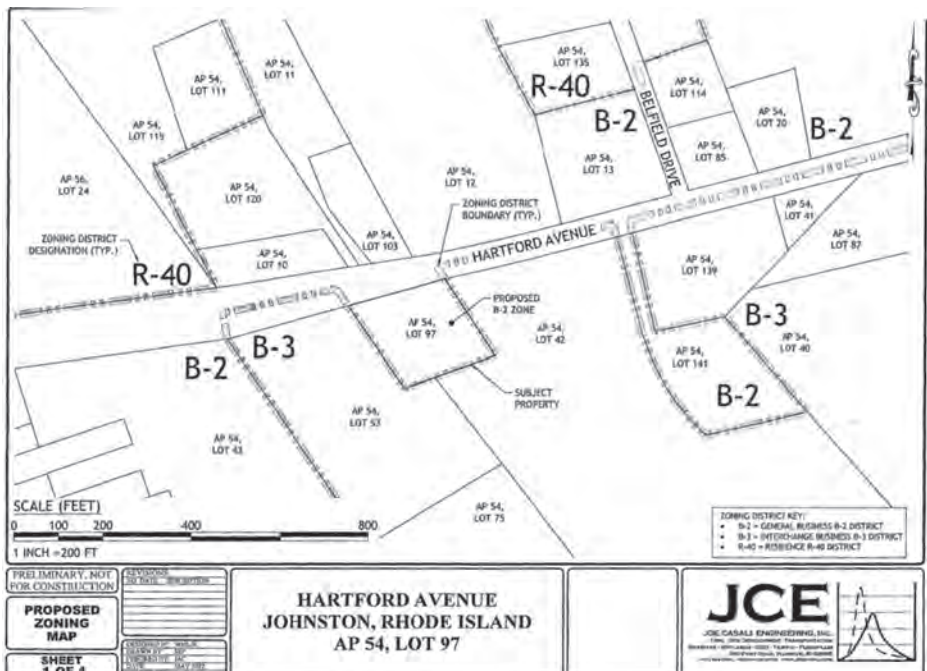 AP 54,
LOT 111
AP 54,
LOT 11
AP 54,
LOT 135
R-40
AP 54,
LOT 114
B-2
BELFIELD DRIVE
AP 54,
LOT 20
B-2
AP 54,
LOT 119
AP 56,
LOT 24
AP 54,
LOT 120
AP 54,
LOT 12
AP 54,
LOT 13
AP 54,
LOT 85
ZONING DISTRICT
BOUNDARY (TYP.)
AP 54,
LOT 41
AP 54,
LOT 87
ZONING DISTRICT
DESIGNATION (TYP.)
R-40
AP 54,
LOT 10
AP 54,
LOT 103
HARTFORD AVENUE
AP 54,
LOT 139
PROPOSED
B-2 ZONE
AP 54,
LOT 97
AP 54,
LOT 42
B-2
B-3
B-3
AP 54,
LOT 40
AP 54,
LOT 141
B-2
SUBJECT
PROPERTY
AP 54,
LOT 53
AP 54,
LOT 43
AP 54,
LOT 75
SCALE (FEET)
0 100 200 400 800
1 INCH =200 FT
ZONING DISTRICT KEY:
• B-2 = GENERAL BUSINESS B-2 DISTRICT
• B-3 = INTERCHANGE BUSINESS B-3 DISTRICT
• R-40 = RESIDENCE R-40 DISTRICT
PRELIMINARY, NOT
FOR CONSTRUCTION
PROPOSED
ZONING
MAP
SHEET
1 OF 4
REVISIONS
HARTFORD AVENUE
JOHNSTON, RHODE ISLAND
AP 54, LOT 97
JCE
JOE CASALI ENGINEERING, INC.